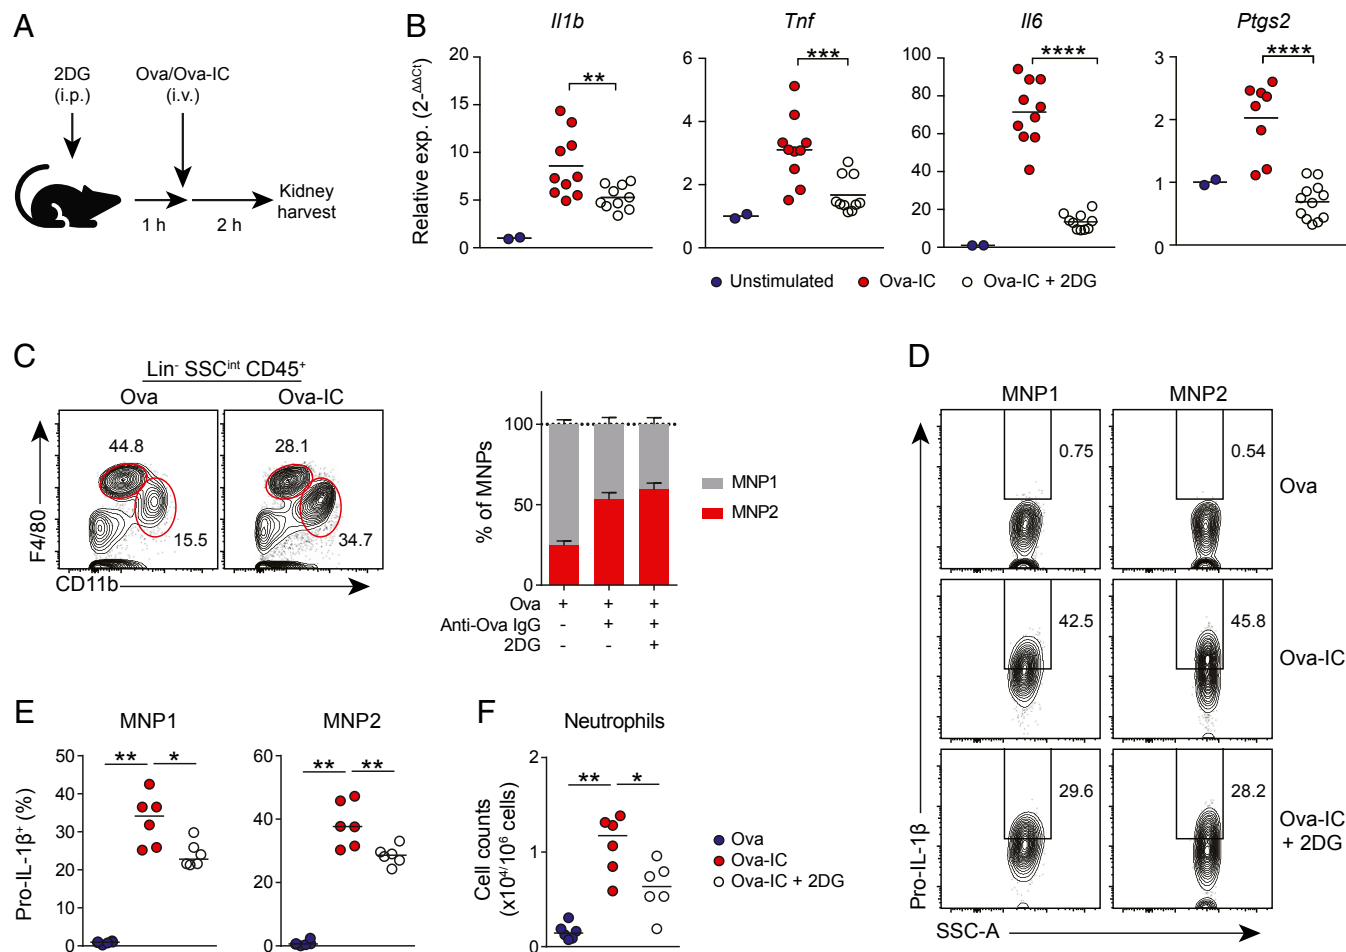 A
2DG
(i.p.)
Ova/Ova-IC
(i.v.)
1 h
2 h
Kidney
harvest
B
Il1b
Tnf
Il6
Ptgs2
Relative exp. (2-ΔΔCt)
20
15
10
5
0
**
6
4
2
0
***
100
80
60
40
20
0
****
3
2
1
0
****
Unstimulated
Ova-IC
Ova-IC + 2DG
C
Lin- SSCint CD45+
Ova
Ova-IC
44.8
15.5
28.1
34.7
F4/80
CD11b
% of MNPs
100
50
0
MNP1
MNP2
Ova + + +
Anti-Ova IgG - + +
2DG - - +
D
MNP1
MNP2
0.75
0.54
Ova
42.5
45.8
Ova-IC
29.6
28.2
Ova-IC
+ 2DG
Pro-IL-1β
SSC-A
E
MNP1
MNP2
Pro-IL-1β+ (%)
50
40
30
20
10
0
**
*
60
40
20
0
**
**
F
Neutrophils
Cell counts
(x10⁴/10⁶ cells)
2
1
0
**
*
Ova
Ova-IC
Ova-IC + 2DG